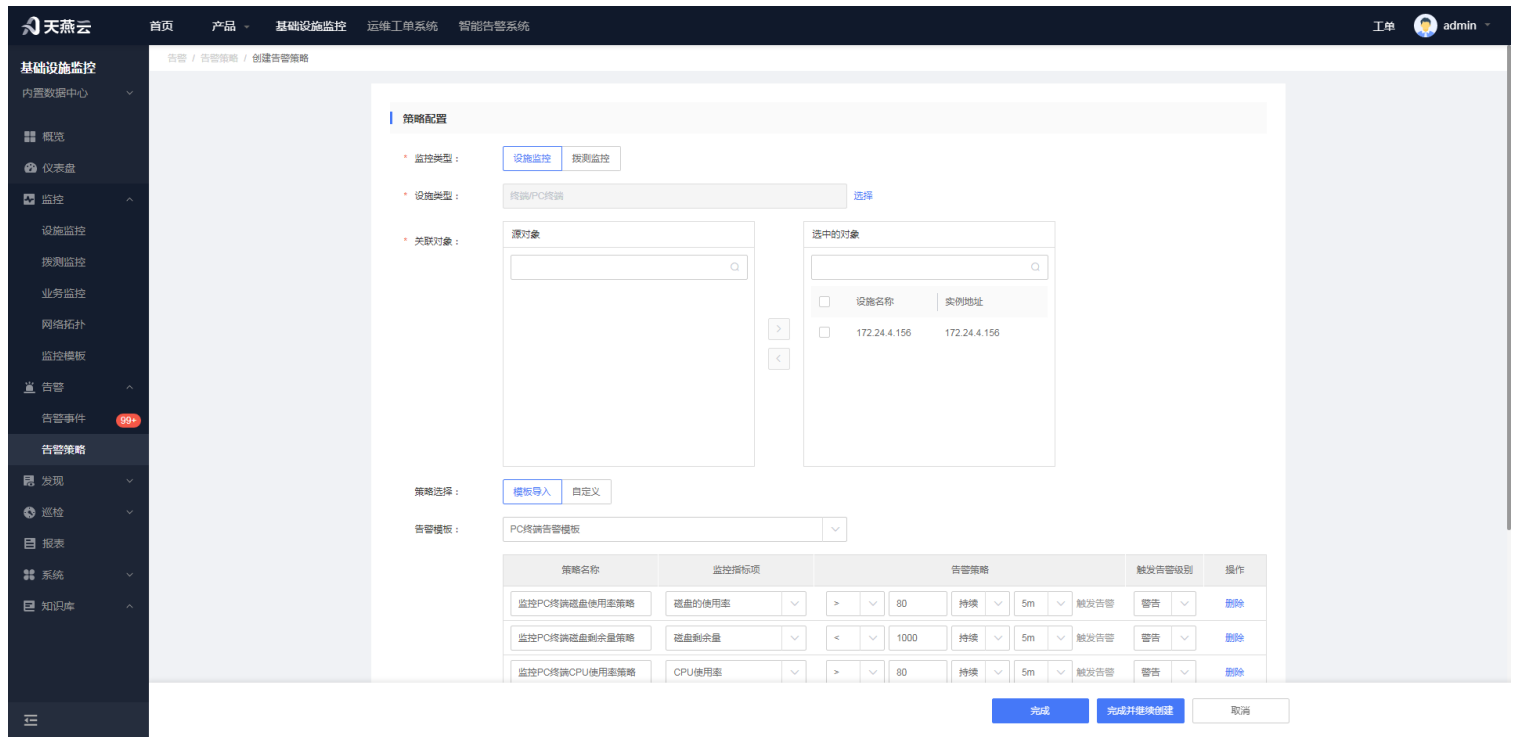 天燕云 首页 产品 基础设施监控 运维工单系统 智能告警系统 工单 admin
基础设施监控
内置数据中心
概览
仪表盘
监控
设施监控
拨测监控
业务监控
网络拓扑
监控模板
告警
告警事件 99+
告警策略
发现
巡检
报表
系统
知识库
告警 / 告警策略 / 创建告警策略
策略配置
* 监控类型： 设施监控 拨测监控
* 设施类型： 终端/PC终端 选择
* 关联对象： 源对象 选中的对象
设施名称 实例地址
172.24.4.156 172.24.4.156
策略选择： 模板导入 自定义
告警模板： PC终端告警模板
策略名称 监控指标项 告警策略 触发告警级别 操作
监控PC终端磁盘使用率策略 磁盘的使用率 > 80 持续 5m 触发告警 警告 删除
监控PC终端磁盘剩余量策略 磁盘剩余量 < 1000 持续 5m 触发告警 警告 删除
监控PC终端CPU使用率策略 CPU使用率 > 80 持续 5m 触发告警 警告 删除
完成 完成并继续创建 取消